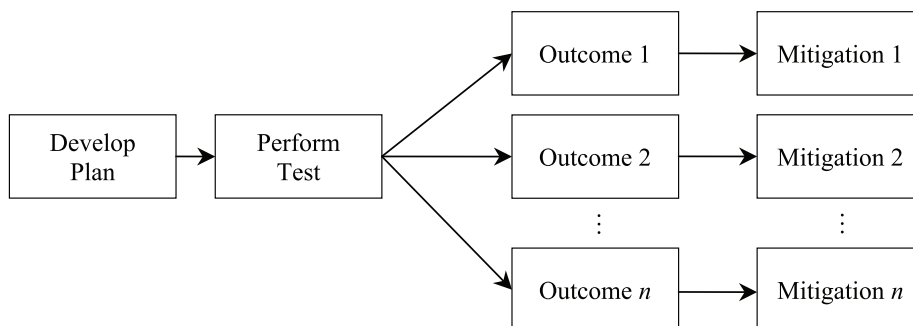 Outcome 1
Mitigation 1
Develop
Plan
Perform
Test
Outcome 2
Mitigation 2
⋮
⋮
Outcome n
Mitigation n